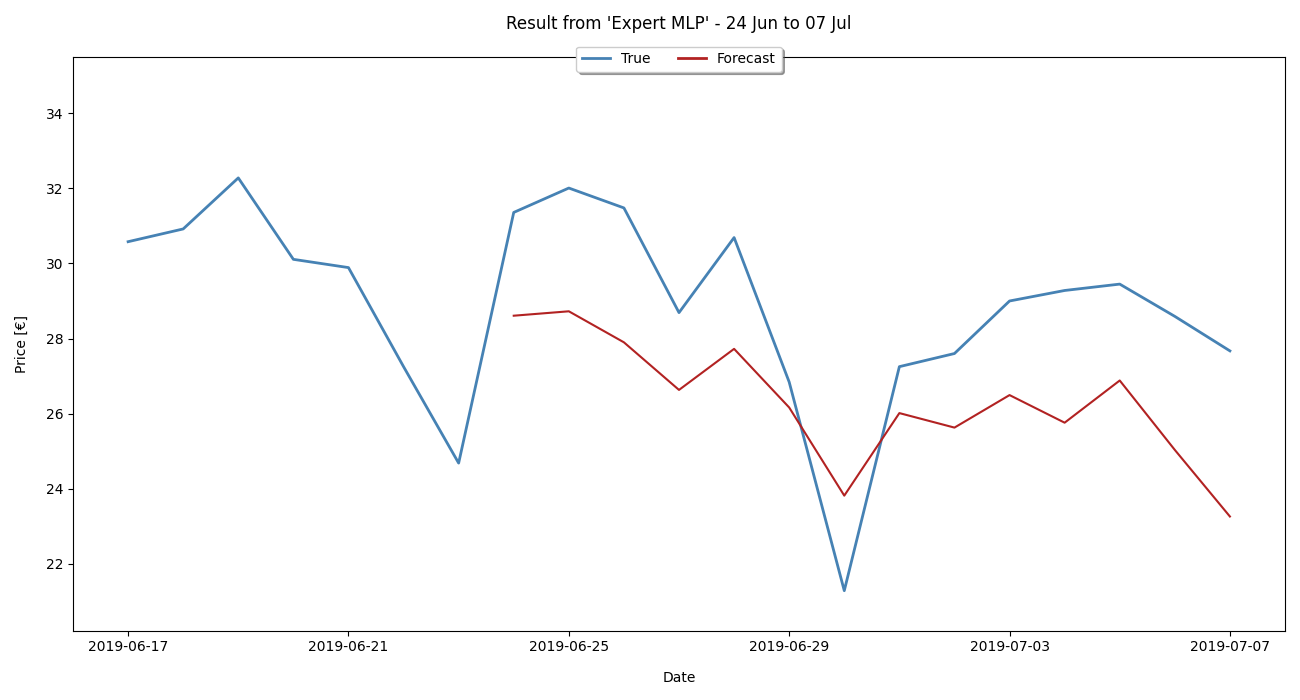 Result from 'Expert MLP' - 24 Jun to 07 Jul
True Forecast
34
32
30
28
26
24
22
Price [€]
2019-06-17 2019-06-21 2019-06-25 2019-06-29 2019-07-03 2019-07-07
Date